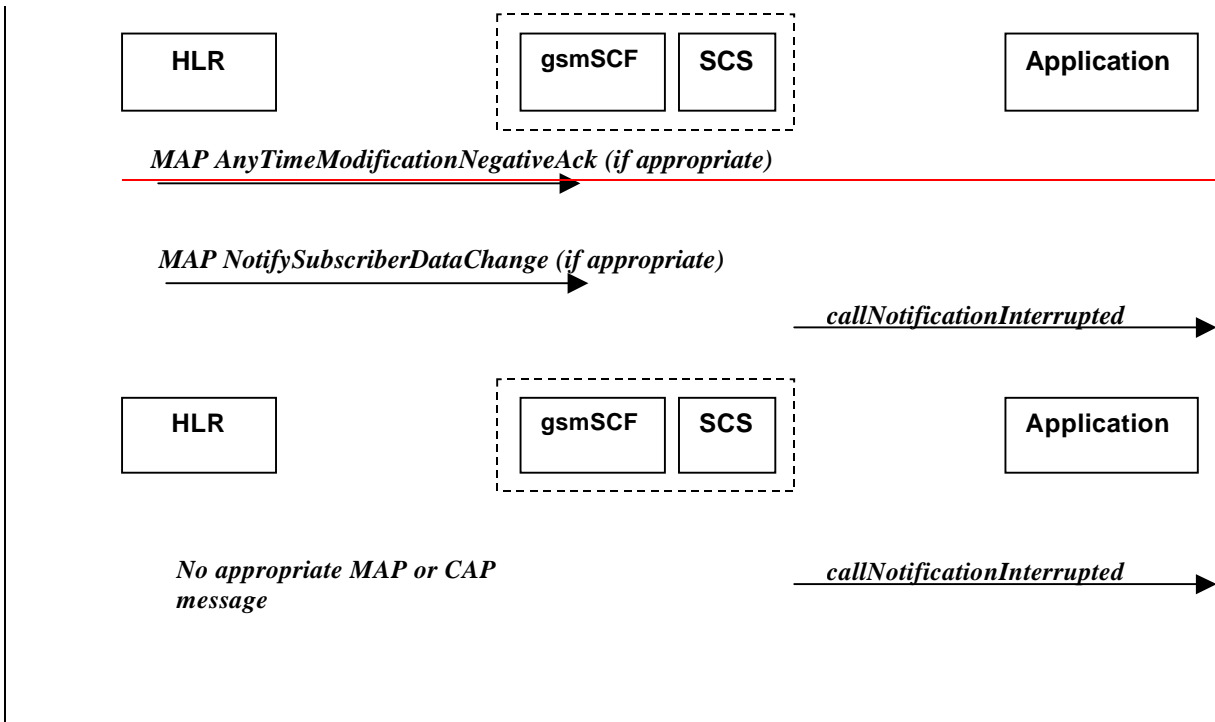 HLR
gsmSCF
SCS
Application
MAP AnyTimeModificationNegativeAck (if appropriate)
MAP NotifySubscriberDataChange (if appropriate)
callNotificationInterrupted
HLR
gsmSCF
SCS
Application
No appropriate MAP or CAP
message
callNotificationInterrupted